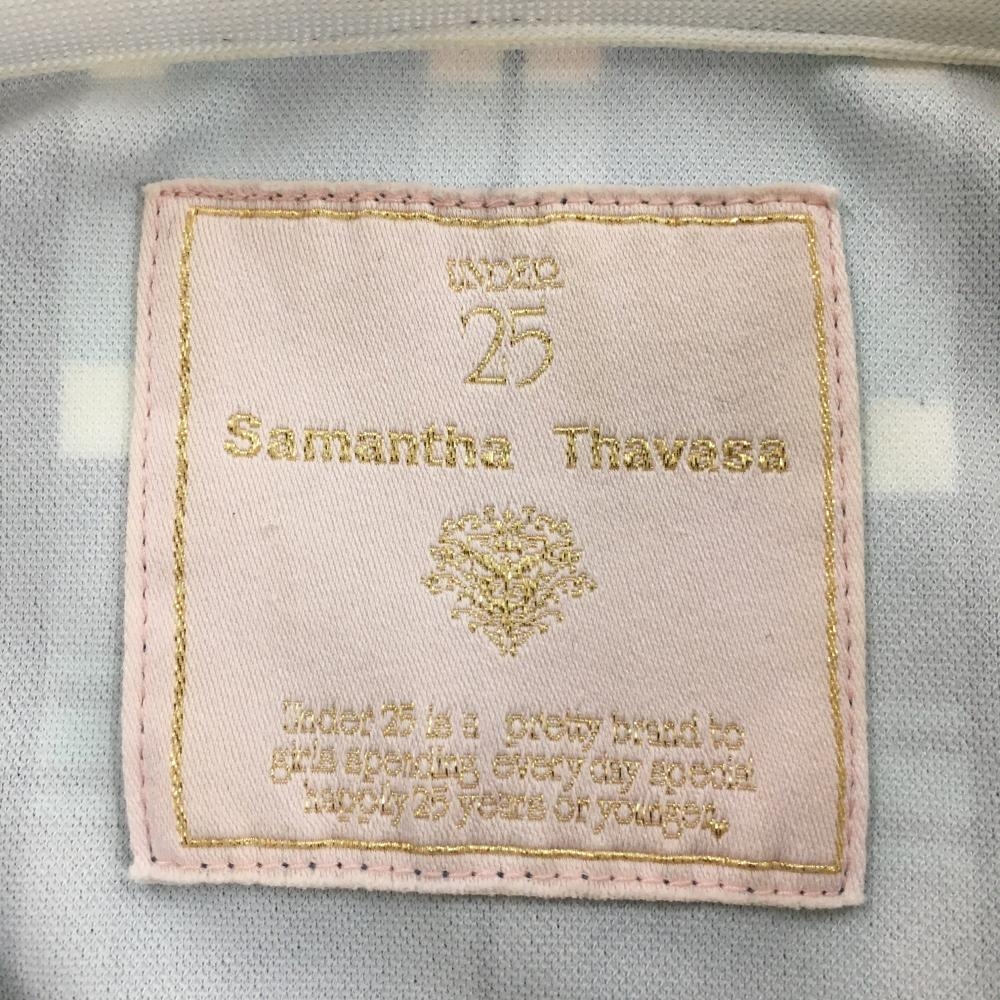 UNDER
25
Samantha Thavasa
Under 25 is a pretty brand to
girls spending every day special
happly 25 years or younger.